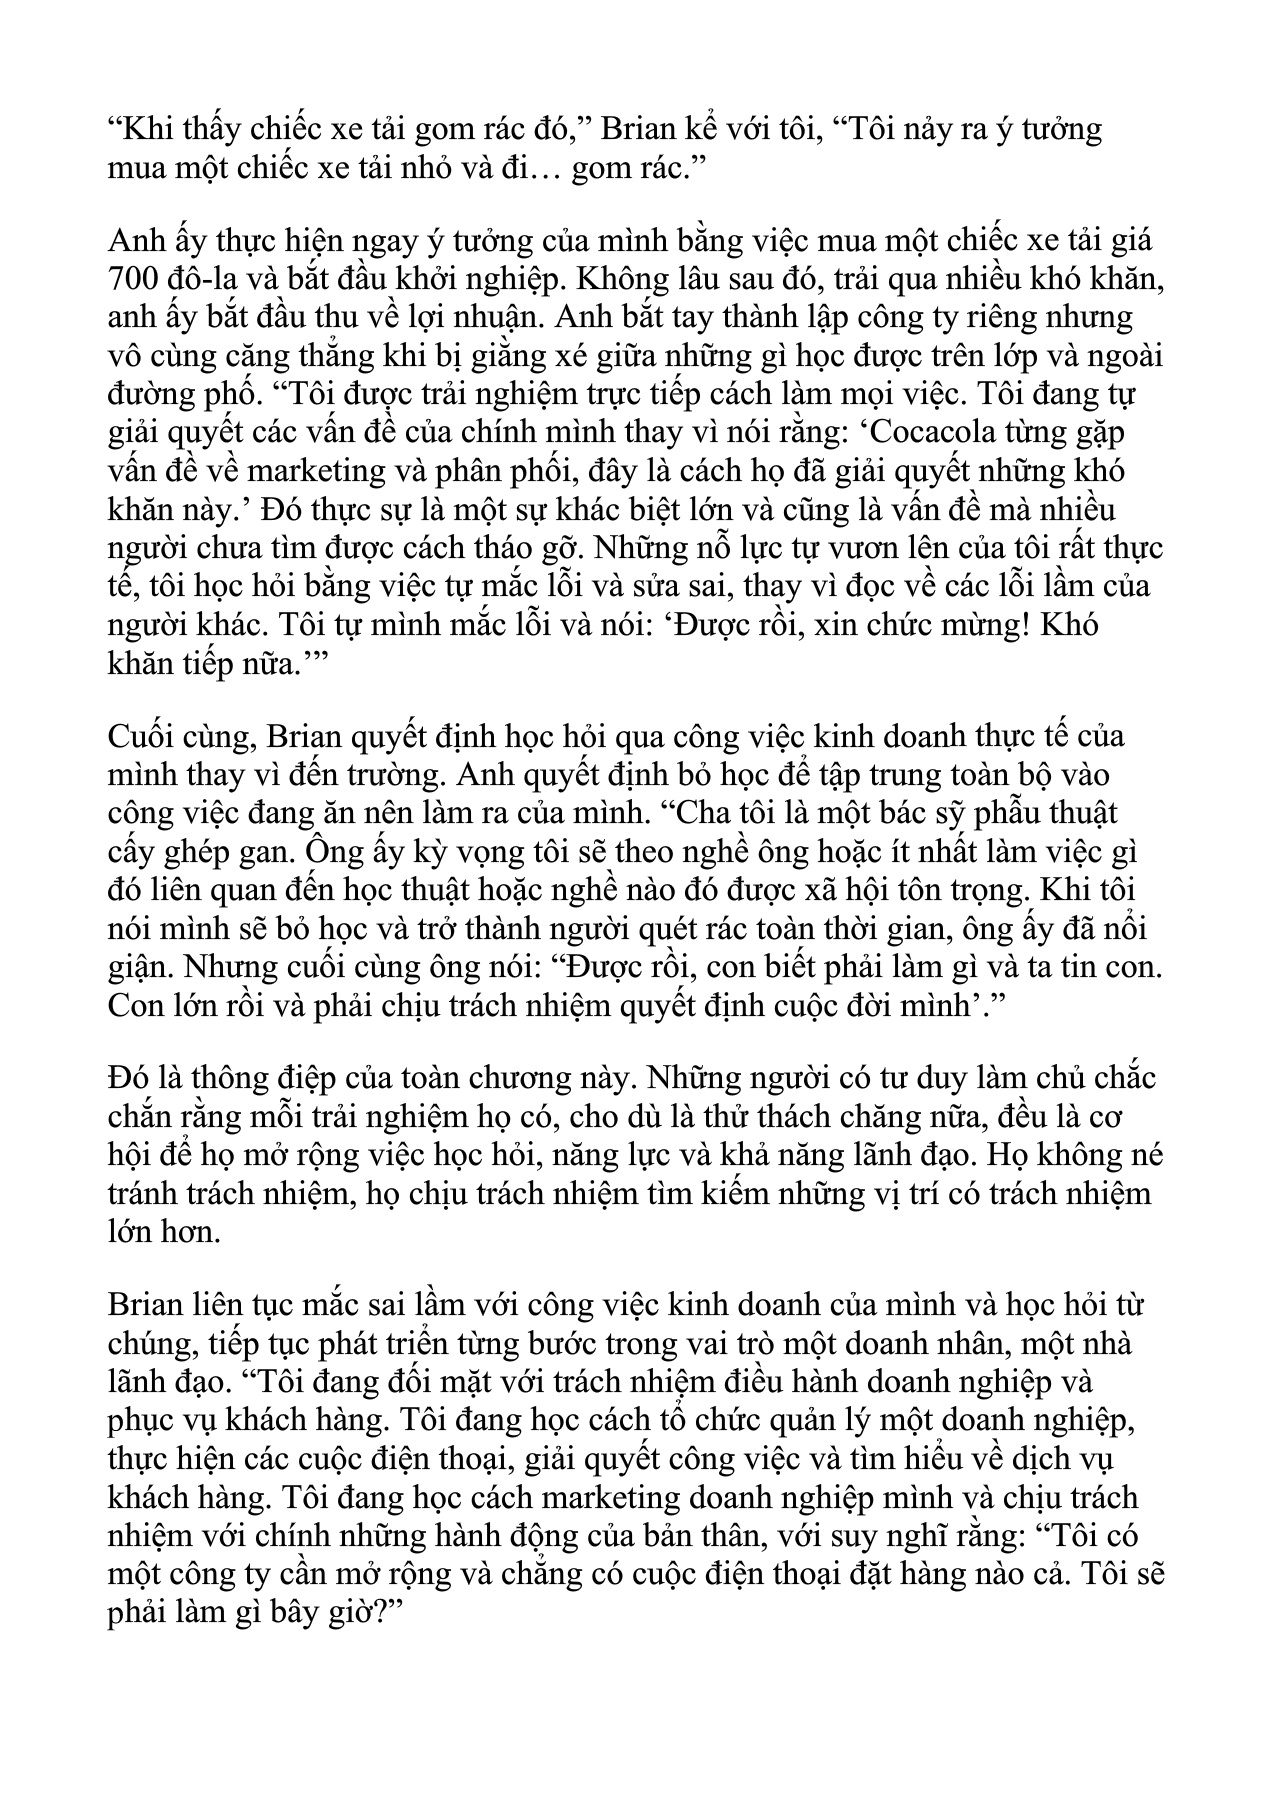 “Khi thấy chiếc xe tải gom rác đó,” Brian kể với tôi, “Tôi nảy ra ý tưởng
mua một chiếc xe tải nhỏ và đi… gom rác.”
Anh ấy thực hiện ngay ý tưởng của mình bằng việc mua một chiếc xe tải giá
700 đô-la và bắt đầu khởi nghiệp. Không lâu sau đó, trải qua nhiều khó khăn,
anh ấy bắt đầu thu về lợi nhuận. Anh bắt tay thành lập công ty riêng nhưng
vô cùng căng thẳng khi bị giằng xé giữa những gì học được trên lớp và ngoài
đường phố. “Tôi được trải nghiệm trực tiếp cách làm mọi việc. Tôi đang tự
giải quyết các vấn đề của chính mình thay vì nói rằng: ‘Cocacola từng gặp
vấn đề về marketing và phân phối, đây là cách họ đã giải quyết những khó
khăn này.’ Đó thực sự là một sự khác biệt lớn và cũng là vấn đề mà nhiều
người chưa tìm được cách tháo gỡ. Những nỗ lực tự vươn lên của tôi rất thực
tế, tôi học hỏi bằng việc tự mắc lỗi và sửa sai, thay vì đọc về các lỗi lầm của
người khác. Tôi tự mình mắc lỗi và nói: ‘Được rồi, xin chức mừng! Khó
khăn tiếp nữa.’”
Cuối cùng, Brian quyết định học hỏi qua công việc kinh doanh thực tế của
mình thay vì đến trường. Anh quyết định bỏ học để tập trung toàn bộ vào
công việc đang ăn nên làm ra của mình. “Cha tôi là một bác sỹ phẫu thuật
cấy ghép gan. Ông ấy kỳ vọng tôi sẽ theo nghề ông hoặc ít nhất làm việc gì
đó liên quan đến học thuật hoặc nghề nào đó được xã hội tôn trọng. Khi tôi
nói mình sẽ bỏ học và trở thành người quét rác toàn thời gian, ông ấy đã nổi
giận. Nhưng cuối cùng ông nói: “Được rồi, con biết phải làm gì và ta tin con.
Con lớn rồi và phải chịu trách nhiệm quyết định cuộc đời mình’.”
Đó là thông điệp của toàn chương này. Những người có tư duy làm chủ chắc
chắn rằng mỗi trải nghiệm họ có, cho dù là thử thách chăng nữa, đều là cơ
hội để họ mở rộng việc học hỏi, năng lực và khả năng lãnh đạo. Họ không né
tránh trách nhiệm, họ chịu trách nhiệm tìm kiếm những vị trí có trách nhiệm
lớn hơn.
Brian liên tục mắc sai lầm với công việc kinh doanh của mình và học hỏi từ
chúng, tiếp tục phát triển từng bước trong vai trò một doanh nhân, một nhà
lãnh đạo. “Tôi đang đối mặt với trách nhiệm điều hành doanh nghiệp và
phục vụ khách hàng. Tôi đang học cách tổ chức quản lý một doanh nghiệp,
thực hiện các cuộc điện thoại, giải quyết công việc và tìm hiểu về dịch vụ
khách hàng. Tôi đang học cách marketing doanh nghiệp mình và chịu trách
nhiệm với chính những hành động của bản thân, với suy nghĩ rằng: “Tôi có
một công ty cần mở rộng và chẳng có cuộc điện thoại đặt hàng nào cả. Tôi sẽ
phải làm gì bây giờ?”